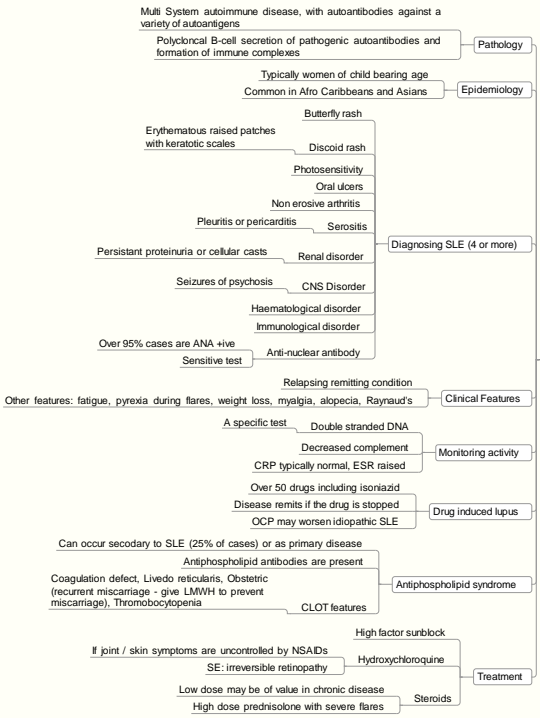 Multi System autoimmune disease, with autoantibodies against a
variety of autoantigens
Polycloncal B-cell secretion of pathogenic autoantibodies and
formation of immune complexes
Pathology
Typically women of child bearing age
Common in Afro Caribbeans and Asians
Epidemiology
Butterfly rash
Erythematous raised patches
with keratotic scales
Discoid rash
Photosensitivity
Oral ulcers
Non erosive arthritis
Pleuritis or pericarditis
Serositis
Persistant proteinuria or cellular casts
Renal disorder
Seizures of psychosis
CNS Disorder
Haematological disorder
Immunological disorder
Over 95% cases are ANA +ive
Sensitive test
Anti-nuclear antibody
Diagnosing SLE (4 or more)
Relapsing remitting condition
Other features: fatigue, pyrexia during flares, weight loss, myalgia, alopecia, Raynaud's
Clinical Features
A specific test
Double stranded DNA
Decreased complement
CRP typically normal, ESR raised
Monitoring activity
Over 50 drugs including isoniazid
Disease remits if the drug is stopped
OCP may worsen idiopathic SLE
Drug induced lupus
Can occur secodary to SLE (25% of cases) or as primary disease
Antiphospholipid antibodies are present
Coagulation defect, Livedo reticularis, Obstetric
(recurrent miscarriage - give LMWH to prevent
miscarriage), Thrombocytopenia
CLOT features
Antiphospholipid syndrome
High factor sunblock
If joint / skin symptoms are uncontrolled by NSAIDs
SE: irreversible retinopathy
Hydroxychloroquine
Low dose may be of value in chronic disease
High dose prednisolone with severe flares
Steroids
Treatment